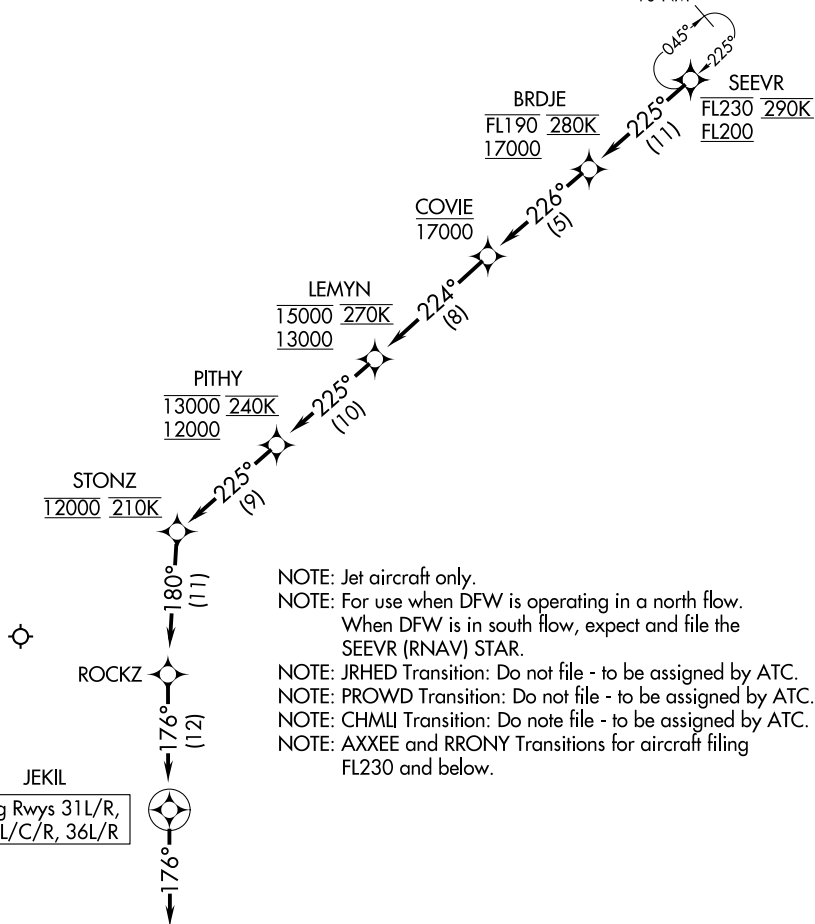 045°
225°
SEEVR
FL230 290K
FL200
225°
(11)
BRDJE
FL190 280K
17000
226°
(5)
COVIE
17000
224°
(8)
LEMYN
15000 270K
13000
225°
(10)
PITHY
13000 240K
12000
225°
(9)
STONZ
12000 210K
180°
(11)
NOTE: Jet aircraft only.
NOTE: For use when DFW is operating in a north flow.
When DFW is in south flow, expect and file the
SEEVR (RNAV) STAR.
NOTE: JRHED Transition: Do not file - to be assigned by ATC.
NOTE: PROWD Transition: Do not file - to be assigned by ATC.
NOTE: CHMLI Transition: Do note file - to be assigned by ATC.
NOTE: AXXEE and RRONY Transitions for aircraft filing
FL230 and below.
ROCKZ
176°
(12)
JEKIL
Rwys 31L/R,
L/C/R, 36L/R
176°